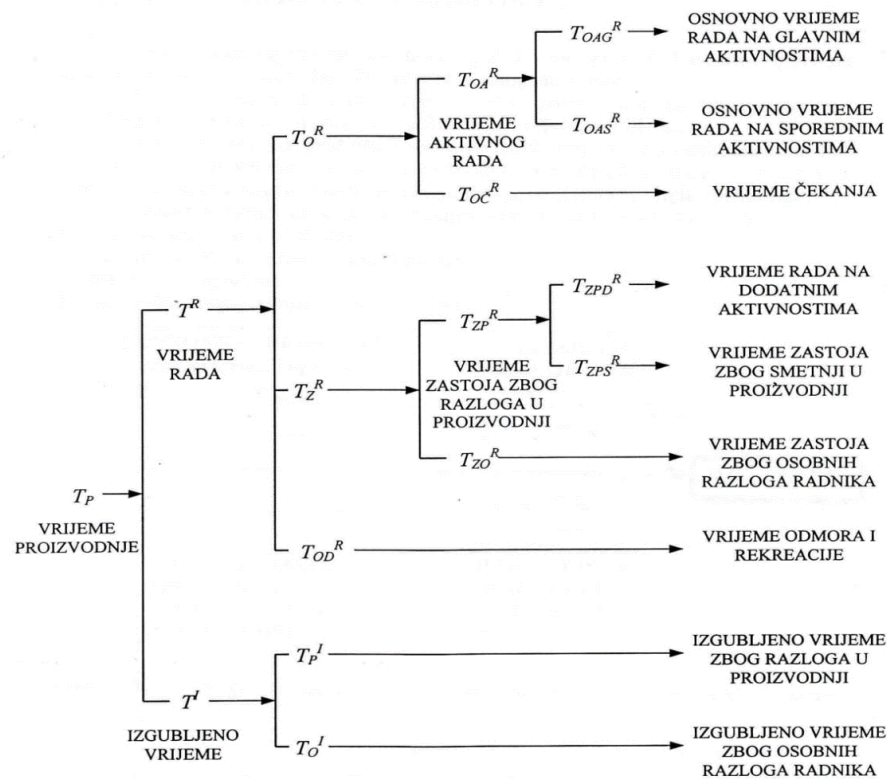 T_OAG^R
OSNOVNO VRIJEME
RADA NA GLAVNIM
AKTIVNOSTIMA
T_OA^R
VRIJEME
AKTIVNOG
RADA
T_OAS^R
OSNOVNO VRIJEME
RADA NA SPOREDNIM
AKTIVNOSTIMA
T_O^R
T_OČ^R
VRIJEME ČEKANJA
T^R
VRIJEME
RADA
T_ZPD^R
VRIJEME RADA NA
DODATNIM
AKTIVNOSTIMA
T_ZP^R
VRIJEME
ZASTOJA ZBOG
RAZLOGA U
PROIZVODNJI
T_ZPS^R
VRIJEME ZASTOJA
ZBOG SMETNJI U
PROIZVODNJI
T_Z^R
T_ZO^R
VRIJEME ZASTOJA
ZBOG OSOBNIH
RAZLOGA RADNIKA
T_P
VRIJEME
PROIZVODNJE
T_OD^R
VRIJEME ODMORA I
REKREACIJE
T_P^I
IZGUBLJENO VRIJEME
ZBOG RAZLOGA U
PROIZVODNJI
T^I
IZGUBLJENO
VRIJEME
T_O^I
IZGUBLJENO VRIJEME
ZBOG OSOBNIH
RAZLOGA RADNIKA